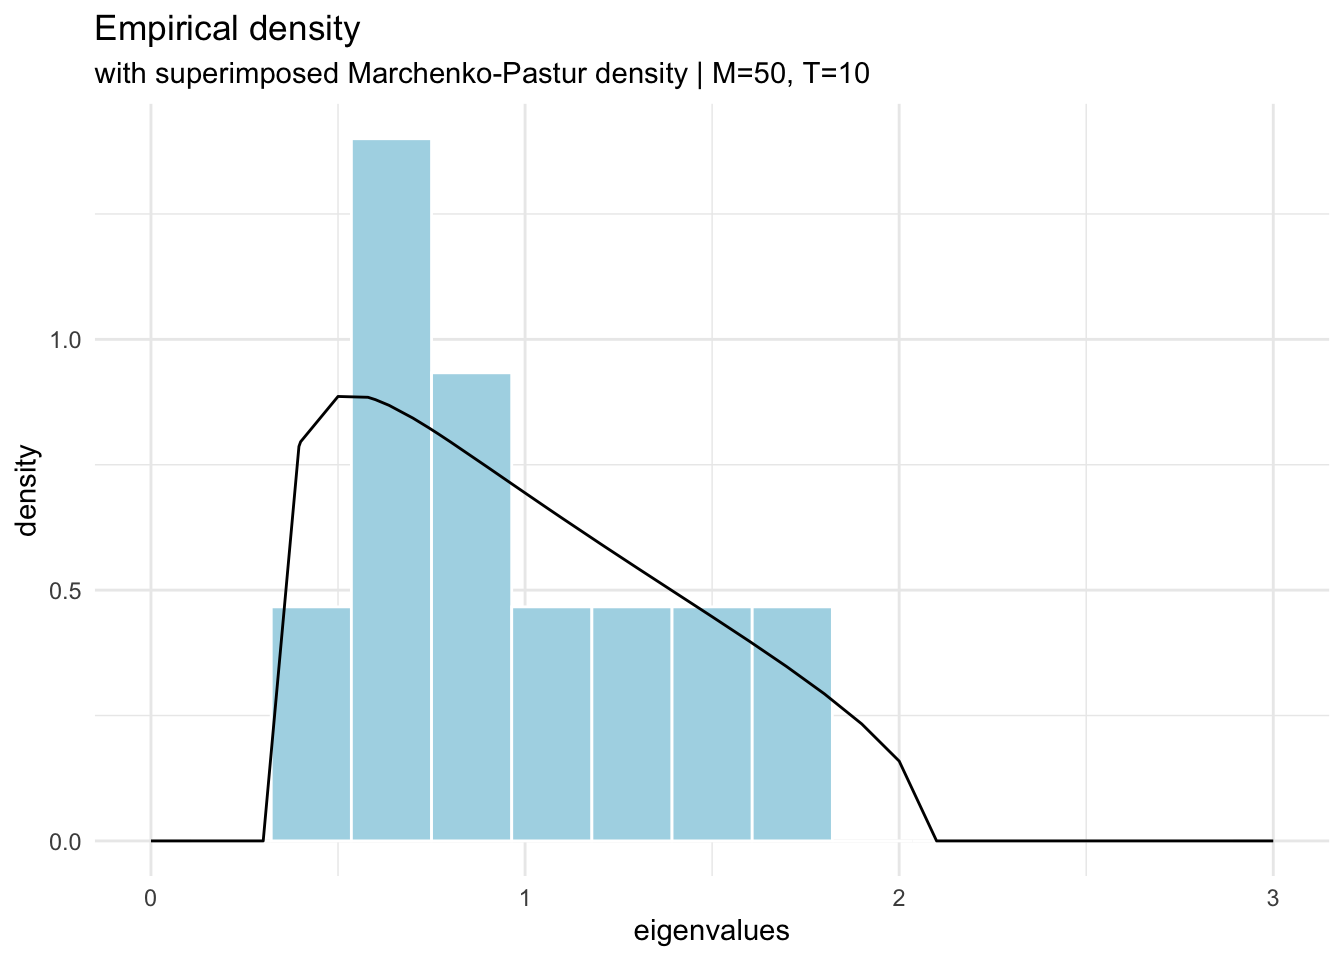 Empirical density
with superimposed Marchenko-Pastur density | M=50, T=10
density
1.0
0.5
0.0
0 1 2 3
eigenvalues